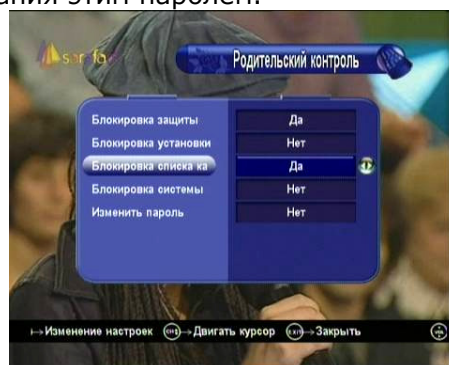 этим паролем.
Родительский контроль
Блокировка защиты Да
Блокировка установки Нет
Блокировка списка ка Да
Блокировка системы Нет
Изменить пароль Нет
Изменение настроек Двигать курсор EXIT Закрыть